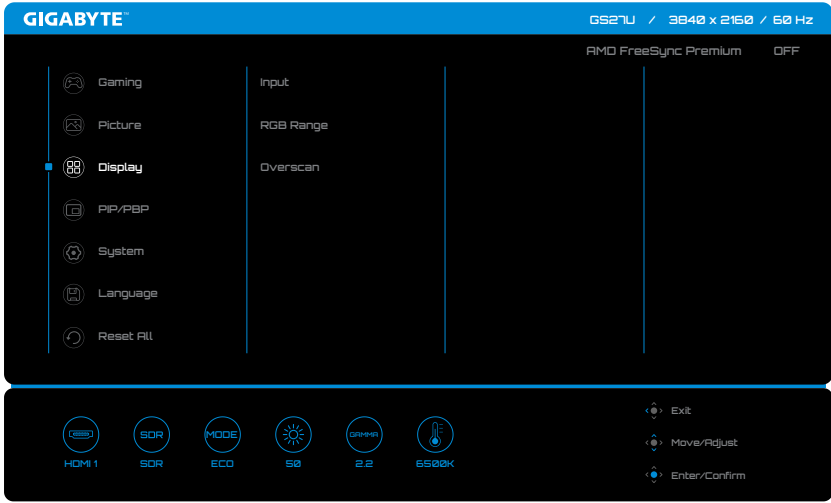 GIGABYTE™
GS27U / 3840 x 2160 / 60 Hz
AMD FreeSync Premium OFF
Gaming
Picture
Display
PIP/PBP
System
Language
Reset All
Input
RGB Range
Overscan
SDR
MODE
GAMMA
HDMI 1
SDR
ECO
50
2.2
6500K
Exit
Move/Adjust
Enter/Confirm